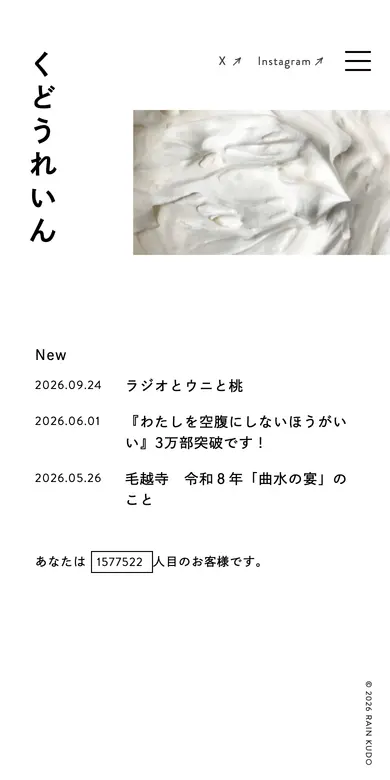 くどうれいん
X ↗ Instagram ↗
New
2026.09.24 ラジオとウニと桃
2026.06.01 『わたしを空腹にしないほうがい
い』3万部突破です！
2026.05.26 毛越寺　令和８年「曲水の宴」の
こと
あなたは 1577522 人目のお客様です。
© 2026 RAIN KUDO